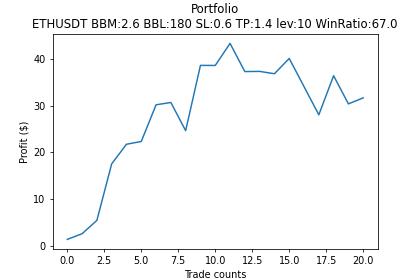 Portfolio
ETHUSDT BBM:2.6 BBL:180 SL:0.6 TP:1.4 lev:10 WinRatio:67.0
Profit ($)
40
30
20
10
0
0.0 2.5 5.0 7.5 10.0 12.5 15.0 17.5 20.0
Trade counts